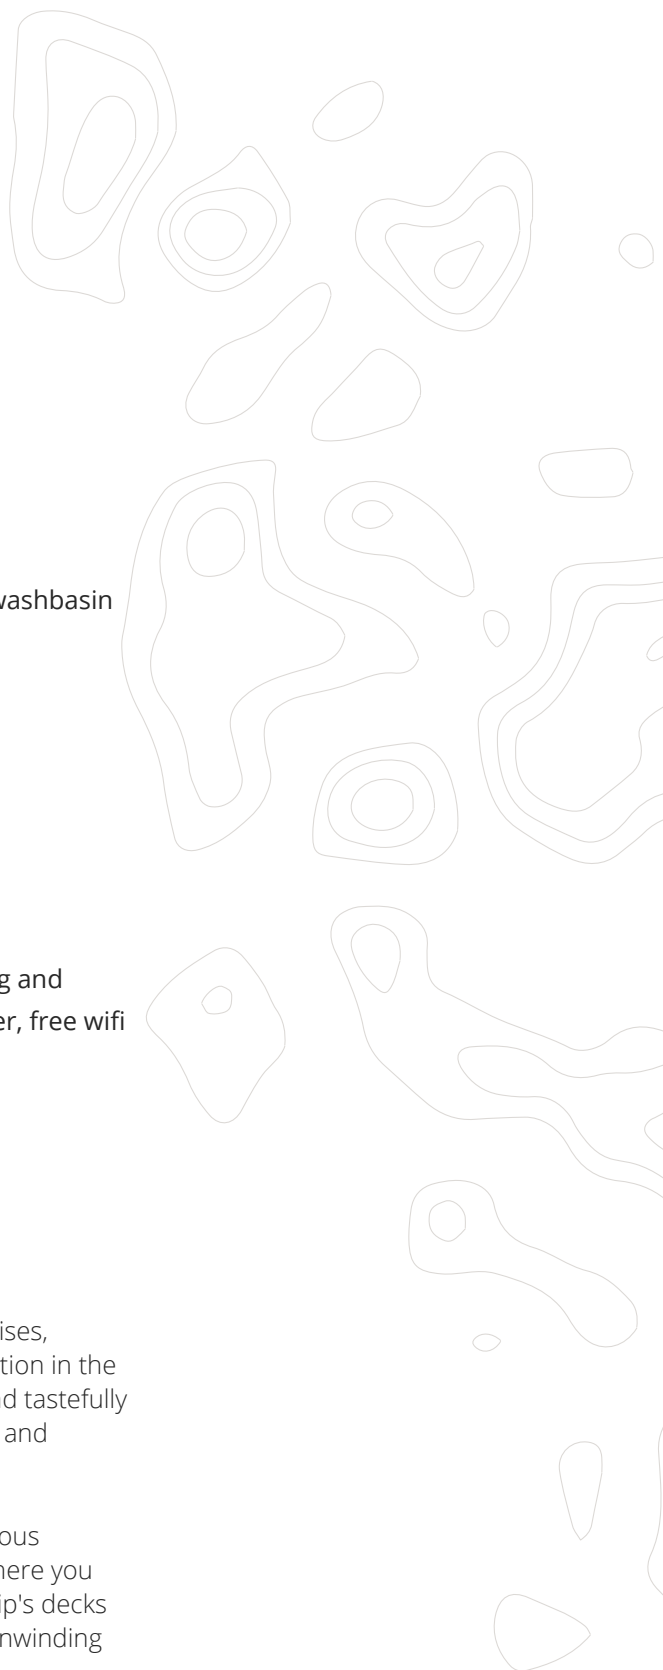 washbasin
g and
er, free wifi
ises,
tion in the
d tastefully
and
ous
here you
ip's decks
nwinding